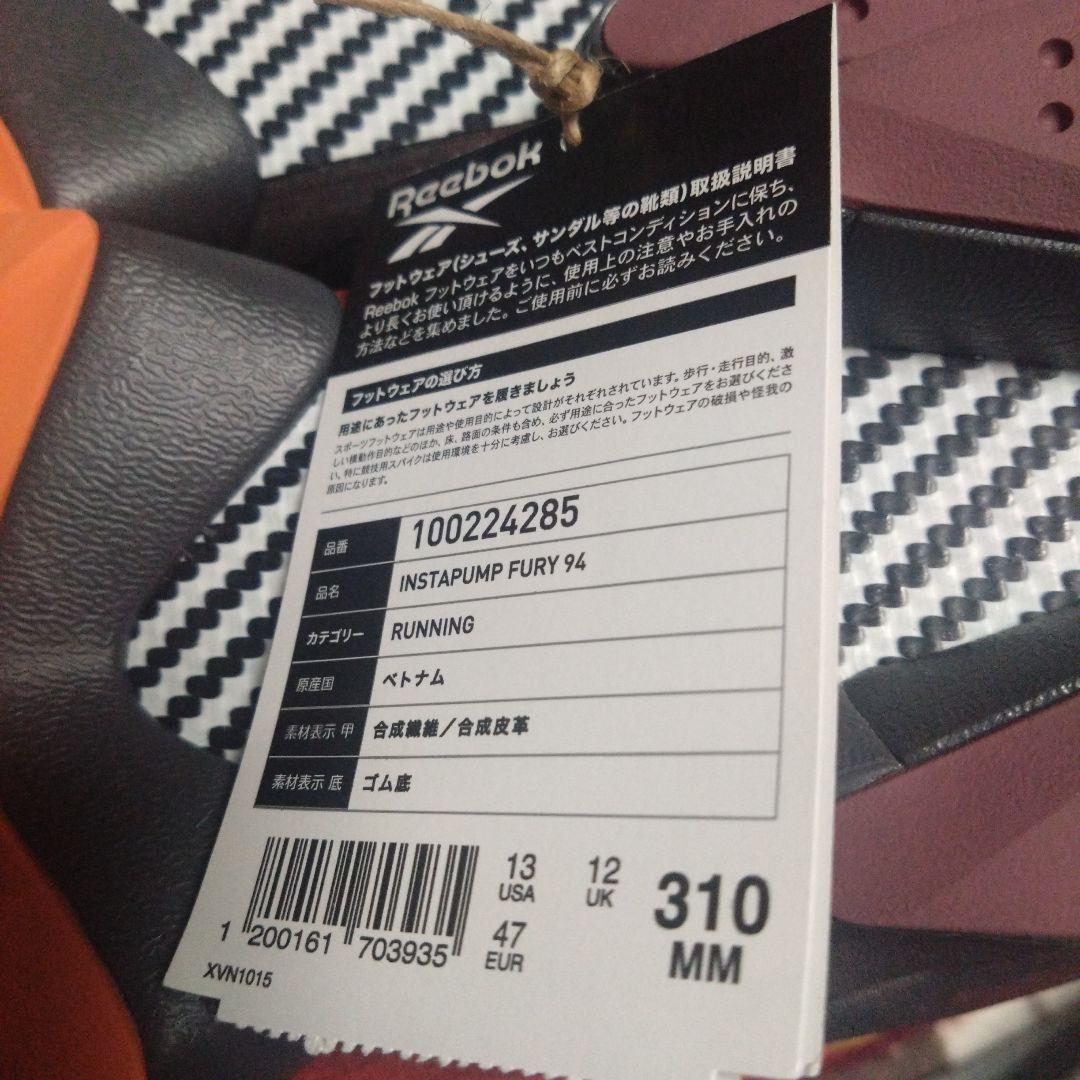 Reebok
フットウェア(シューズ、サンダル等の靴類)取扱説明書
Reebok フットウェアをいつもベストコンディションに保ち、
より長くお使い頂けるように、使用上の注意やお手入れの
方法などを集めました。ご使用前に必ずお読みください。
フットウェアの選び方
用途にあったフットウェアを履きましょう
スポーツフットウェアは用途や使用目的によって設計がそれぞれされています。歩行・走行目的、激
しい機動作目的などのほか、床、路面の条件も含め、必ず用途に合ったフットウェアをお選びくださ
い。特に競技用スパイクは使用環境を十分に考慮し、お選びください。フットウェアの破損や怪我の
原因になります。
品番 100224285
品名 INSTAPUMP FURY 94
カテゴリー RUNNING
原産国 ベトナム
素材表示 甲 合成繊維/合成皮革
素材表示 底 ゴム底
13 USA 12 UK
47 EUR
310 MM
1 200161 703935
XVN1015